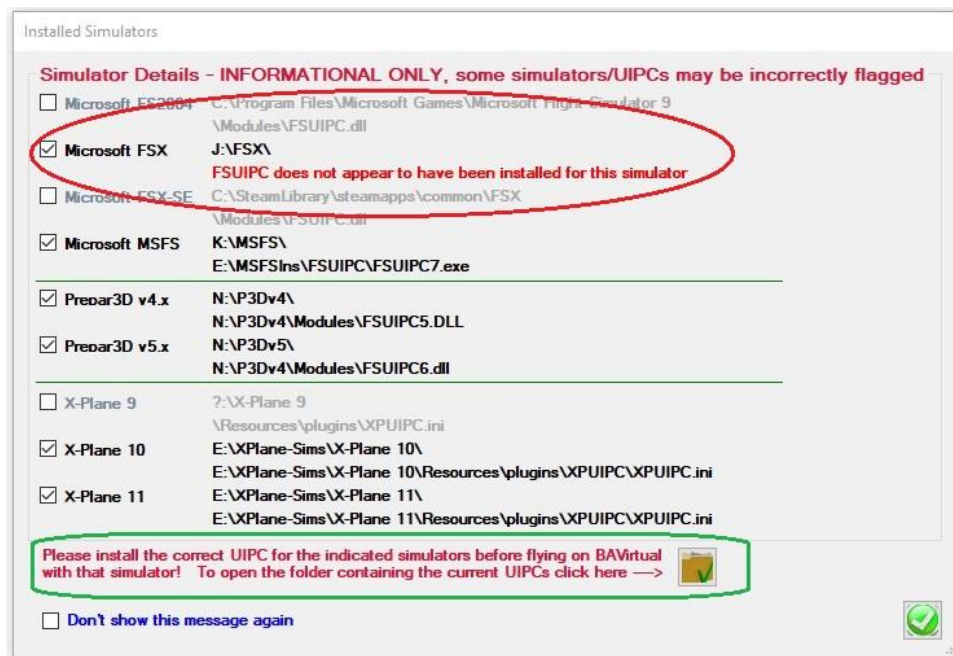 Installed Simulators
Simulator Details - INFORMATIONAL ONLY, some simulators/UIPCs may be incorrectly flagged
Microsoft FS2004 C:\Program Files\Microsoft Games\Microsoft Flight Simulator 9
\Modules\FSUIPC.dll
Microsoft FSX J:\FSX\
FSUIPC does not appear to have been installed for this simulator
Microsoft FSX-SE C:\SteamLibrary\steamapps\common\FSX
\Modules\FSUIPC.dll
Microsoft MSFS K:\MSFS\
E:\MSFSIns\FSUIPC\FSUIPC7.exe
Prepar3D v4.x N:\P3Dv4\
N:\P3Dv4\Modules\FSUIPC5.DLL
Prepar3D v5.x N:\P3Dv5\
N:\P3Dv4\Modules\FSUIPC6.dll
X-Plane 9 ?:\X-Plane 9
\Resources\plugins\XPUIPC.ini
X-Plane 10 E:\XPlane-Sims\X-Plane 10\
E:\XPlane-Sims\X-Plane 10\Resources\plugins\XPUIPC\XPUIPC.ini
X-Plane 11 E:\XPlane-Sims\X-Plane 11\
E:\XPlane-Sims\X-Plane 11\Resources\plugins\XPUIPC\XPUIPC.ini
Please install the correct UIPC for the indicated simulators before flying on BAVirtual
with that simulator! To open the folder containing the current UIPCs click here --->
Don't show this message again